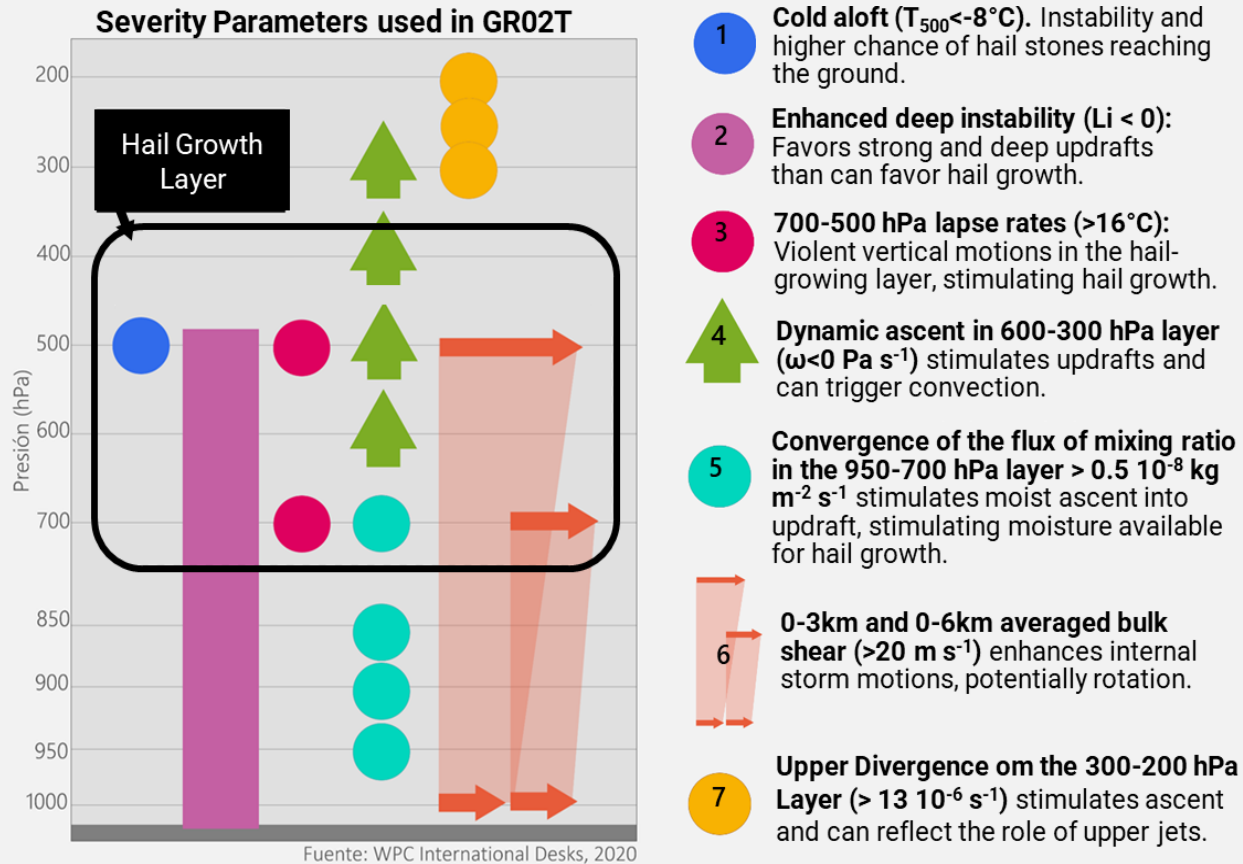 Severity Parameters used in GR02T
200
300
400
500
600
700
850
900
950
1000
Presión (hPa)
Hail Growth
Layer
Fuente: WPC International Desks, 2020
1
Cold aloft (T₅₀₀<-8°C). Instability and
higher chance of hail stones reaching
the ground.
2
Enhanced deep instability (Li < 0):
Favors strong and deep updrafts
than can favor hail growth.
3
700-500 hPa lapse rates (>16°C):
Violent vertical motions in the hail-
growing layer, stimulating hail growth.
4
Dynamic ascent in 600-300 hPa layer
(ω<0 Pa s⁻¹) stimulates updrafts and
can trigger convection.
5
Convergence of the flux of mixing ratio
in the 950-700 hPa layer > 0.5 10⁻⁸ kg
m⁻² s⁻¹ stimulates moist ascent into
updraft, stimulating moisture available
for hail growth.
6
0-3km and 0-6km averaged bulk
shear (>20 m s⁻¹) enhances internal
storm motions, potentially rotation.
7
Upper Divergence om the 300-200 hPa
Layer (> 13 10⁻⁶ s⁻¹) stimulates ascent
and can reflect the role of upper jets.